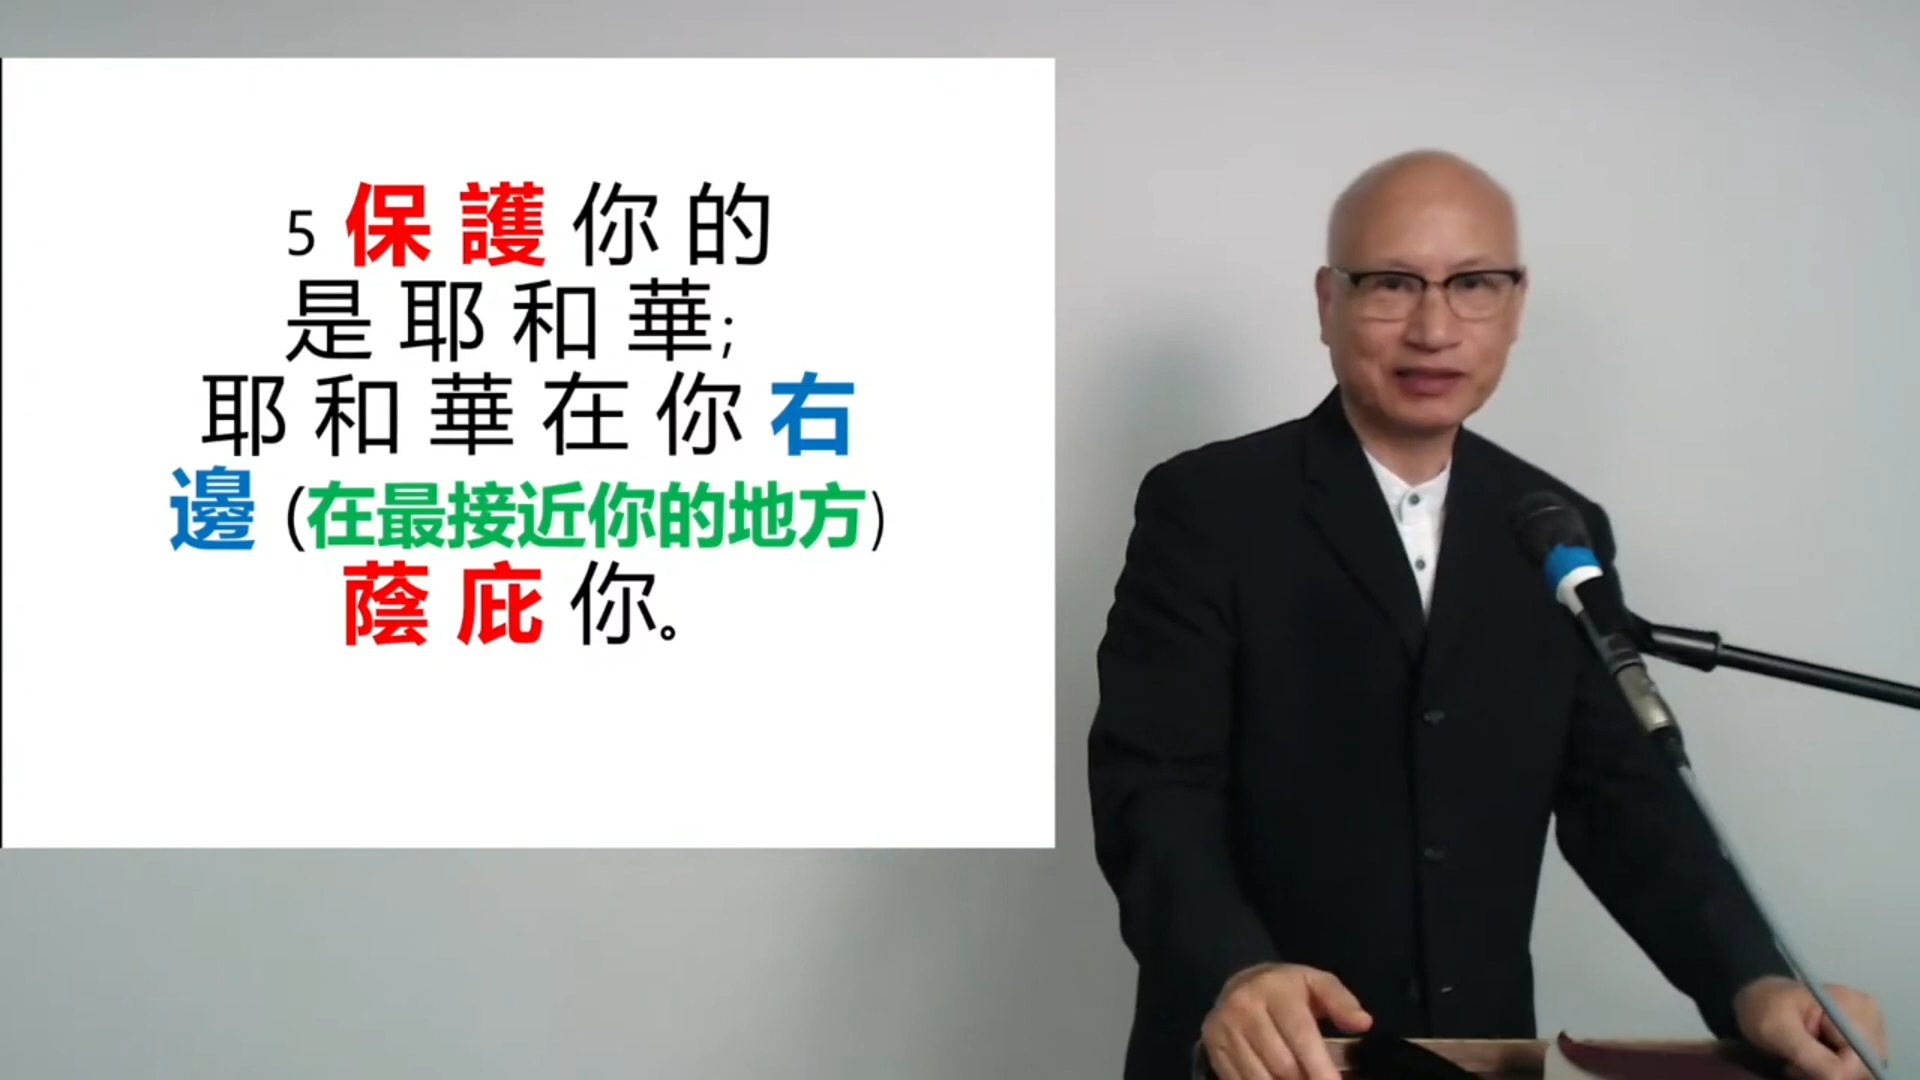 5 保 護 你 的
是 耶 和 華;
耶 和 華 在 你 右
邊 (在最接近你的地方)
蔭 庇 你。